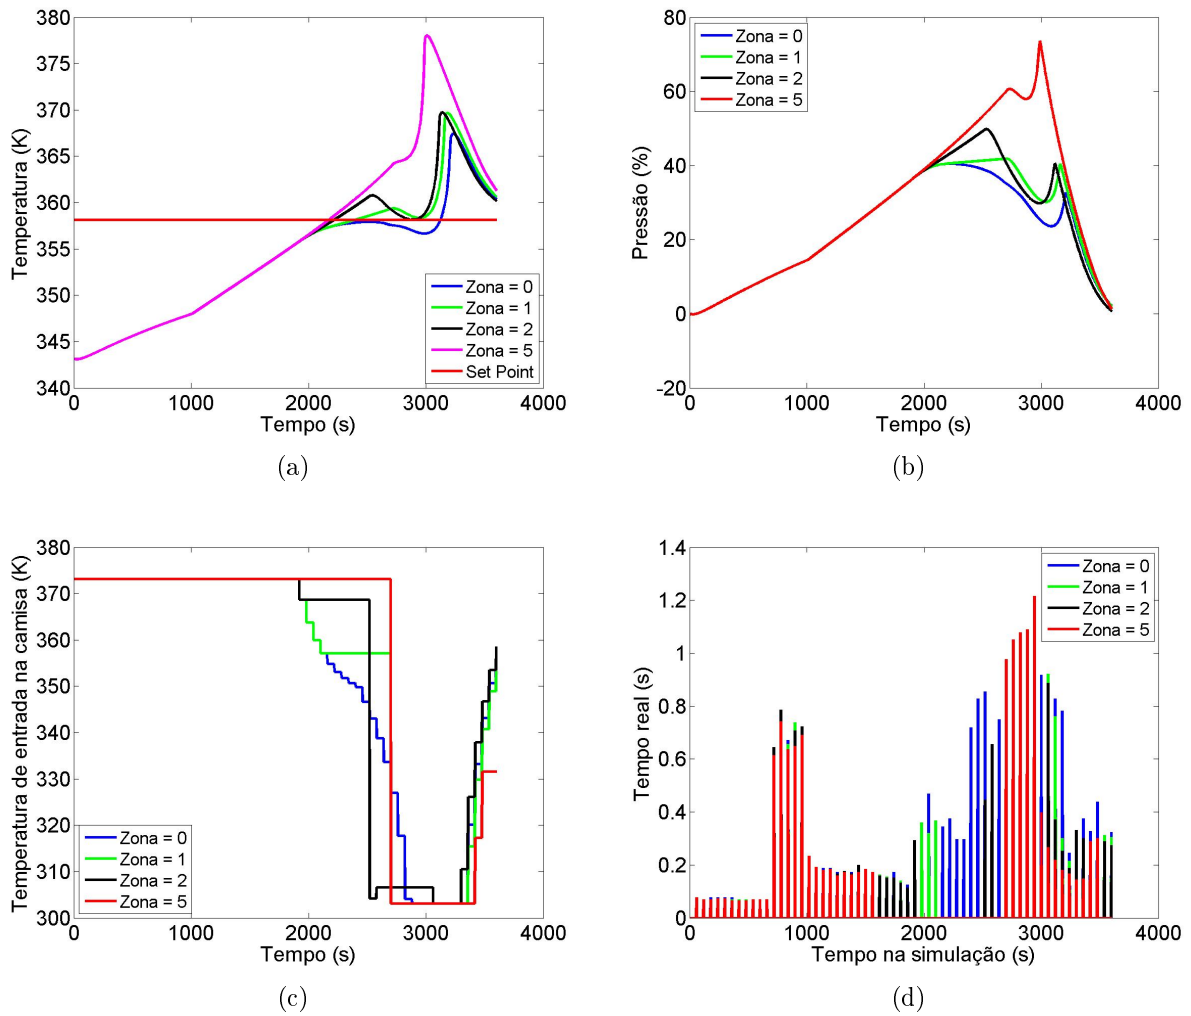 380
375
370
365
360
355
350
345
340
0
1000
2000
3000
4000
Temperatura (K)
Tempo (s)
Zona = 0
Zona = 1
Zona = 2
Zona = 5
Set Point
(a)
80
60
40
20
0
-20
0
1000
2000
3000
4000
Pressão (%)
Tempo (s)
Zona = 0
Zona = 1
Zona = 2
Zona = 5
(b)
380
370
360
350
340
330
320
310
300
0
1000
2000
3000
4000
Temperatura de entrada na camisa (K)
Tempo (s)
Zona = 0
Zona = 1
Zona = 2
Zona = 5
(c)
1.4
1.2
1
0.8
0.6
0.4
0.2
0
0
1000
2000
3000
4000
Tempo real (s)
Tempo na simulação (s)
Zona = 0
Zona = 1
Zona = 2
Zona = 5
(d)